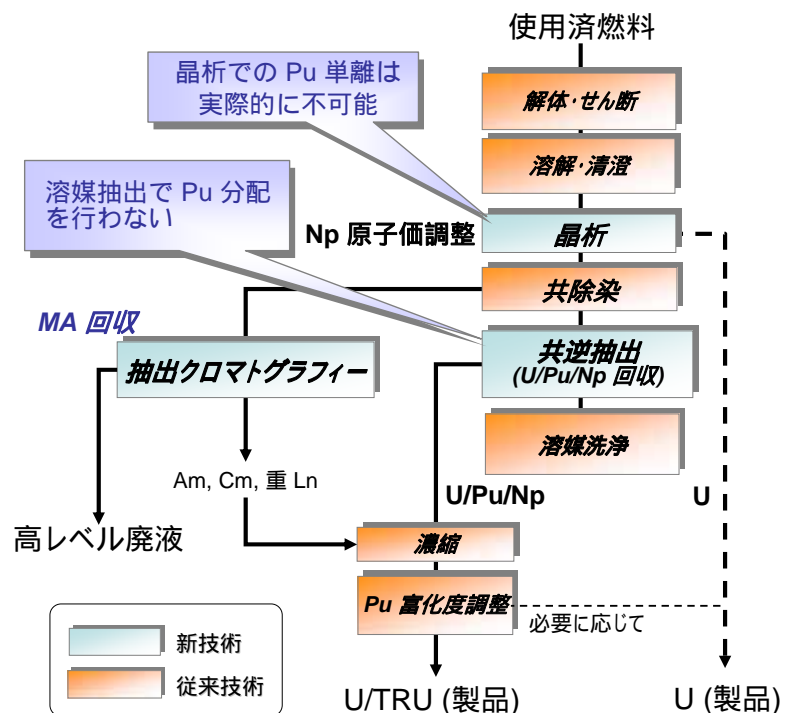 使用済燃料
晶析での Pu 単離は
実際的に不可能
解体・せん断
溶解・清澄
溶媒抽出で Pu 分配
を行わない
Np 原子価調整
晶析
共除染
MA 回収
抽出クロマトグラフィー
共逆抽出
(U/Pu/Np 回収)
溶媒洗浄
Am, Cm, 重 Ln
U/Pu/Np
U
高レベル廃液
濃縮
Pu 富化度調整
必要に応じて
新技術
従来技術
U/TRU (製品)
U (製品)